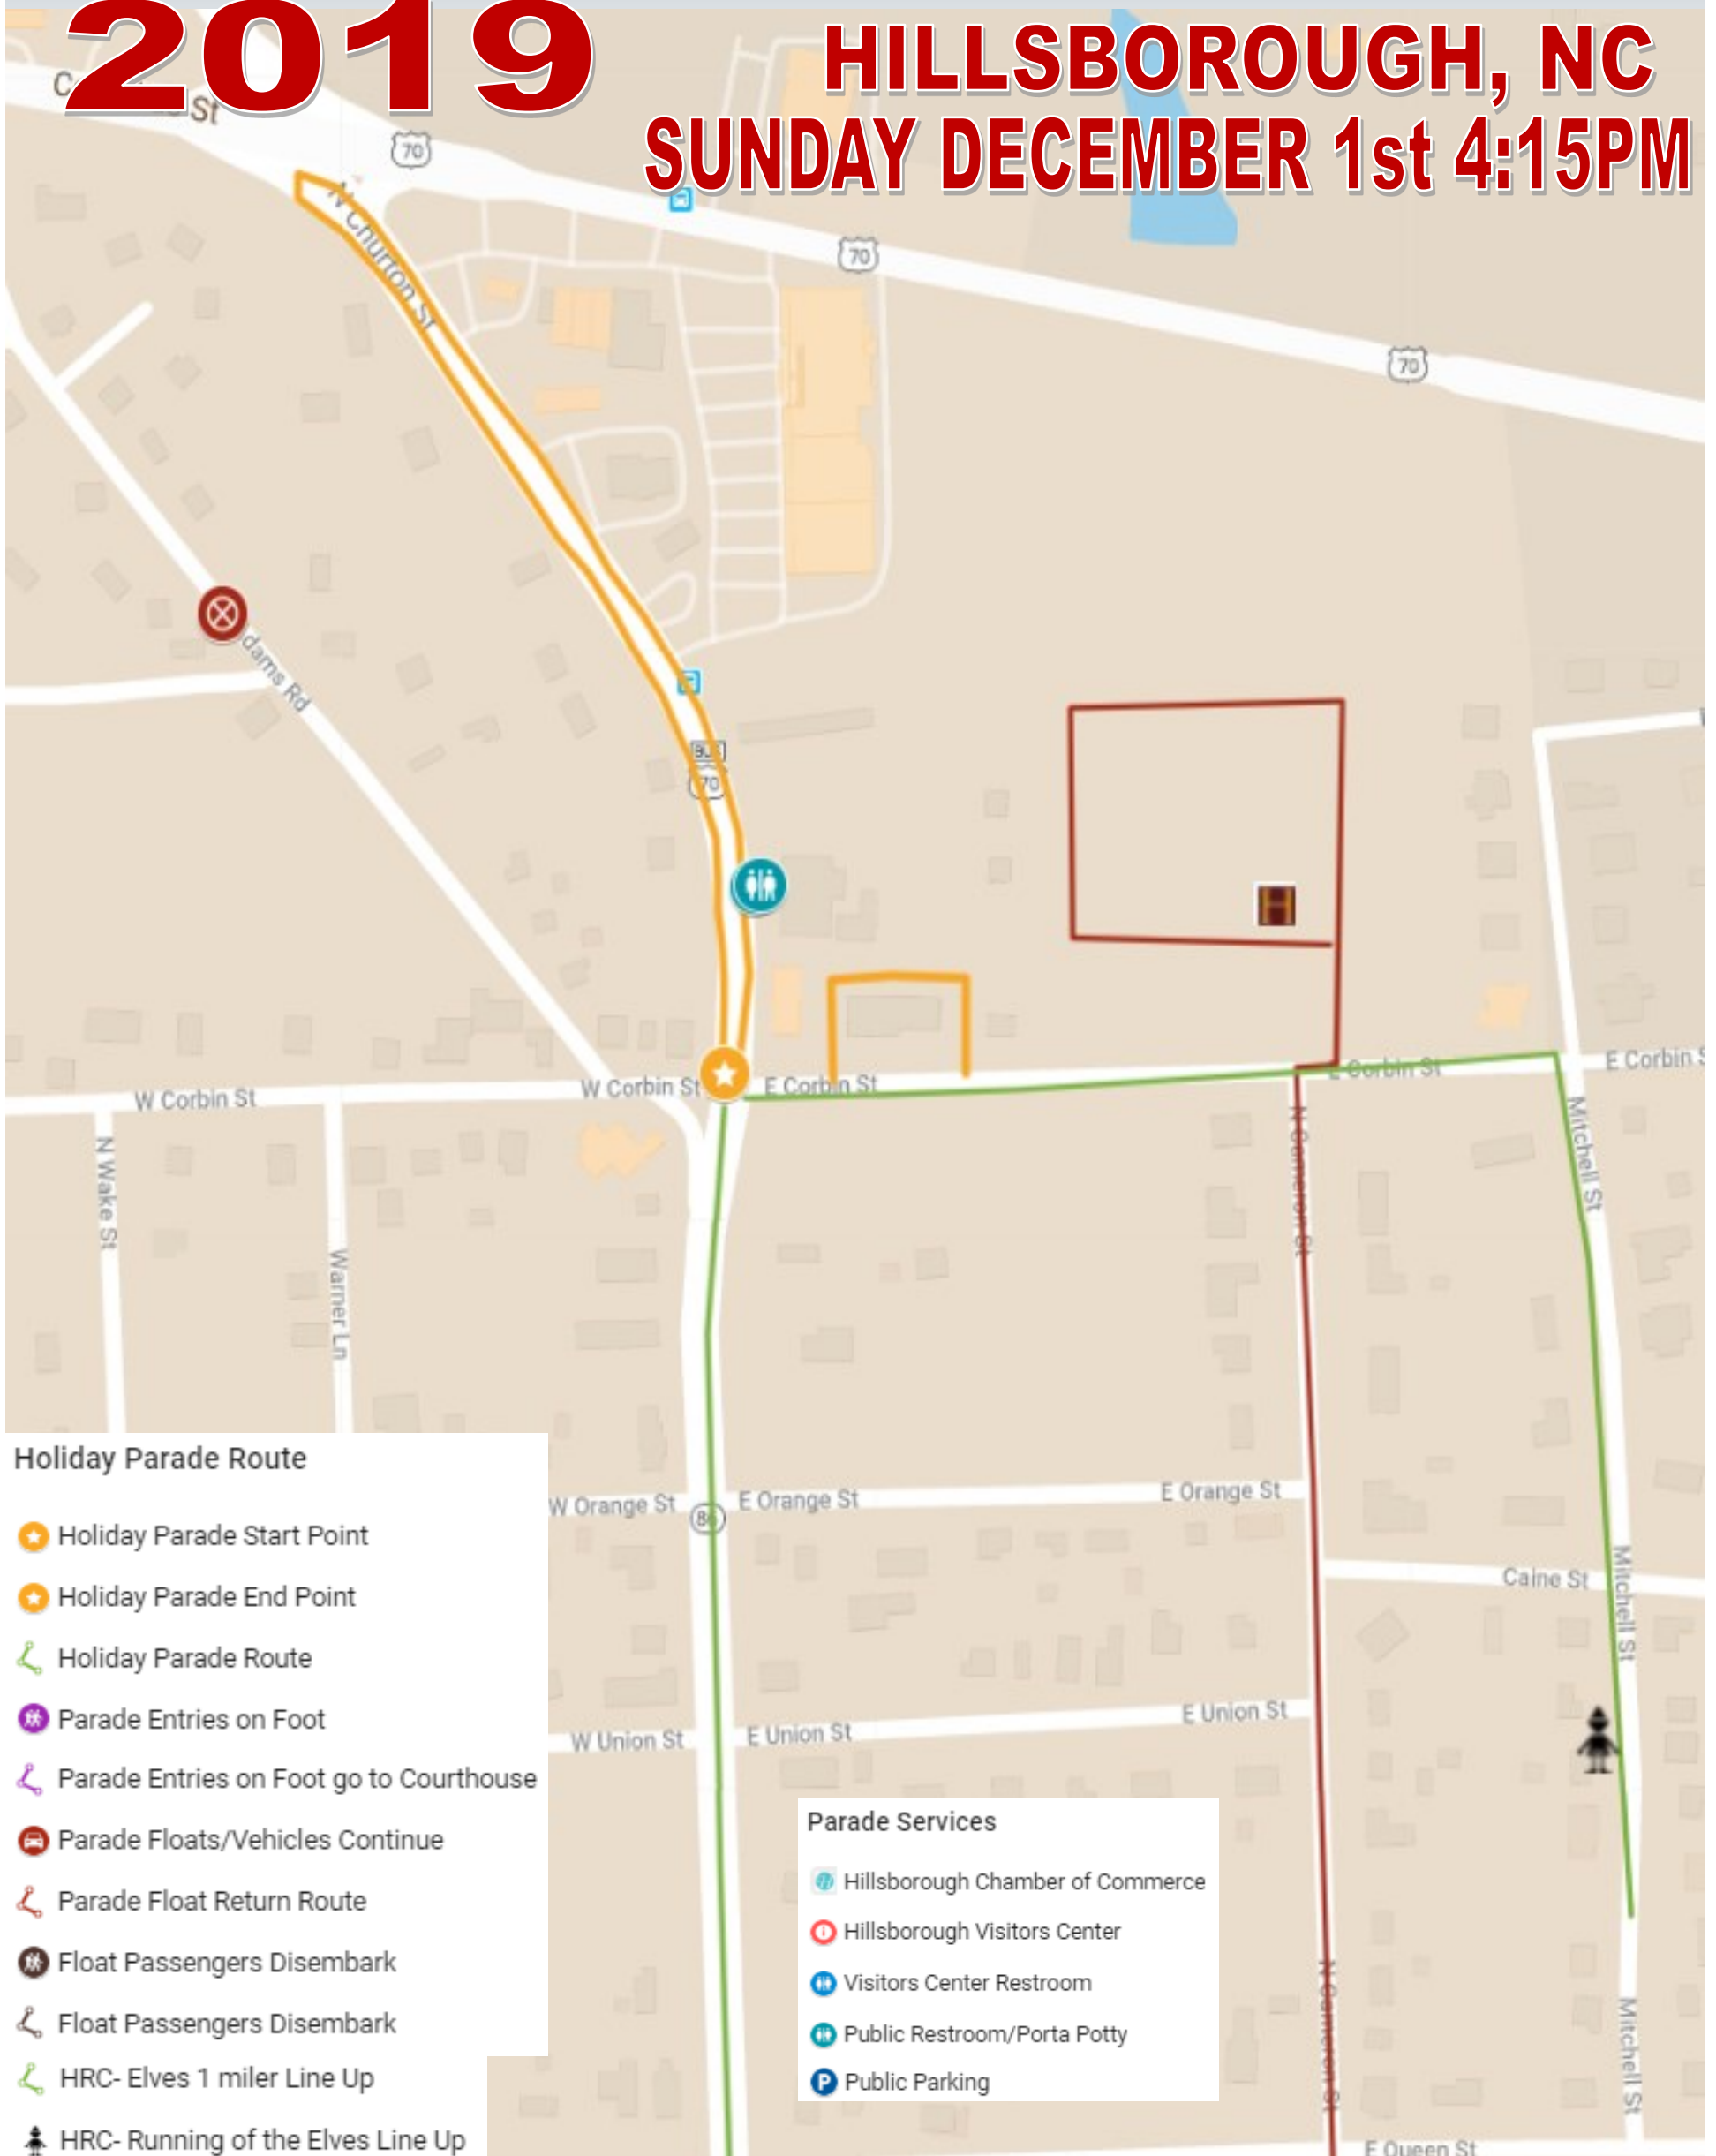 2019
HILLSBOROUGH, NC
SUNDAY DECEMBER 1st 4:15PM
St
70
N Churton St
70
70
dams Rd
70
W Corbin St
W Corbin St
E Corbin St
E Corbin St
E Corbin S
N Wake St
Warner Ln
N Cameron St
Mitchell St
Holiday Parade Route
Holiday Parade Start Point
Holiday Parade End Point
Holiday Parade Route
Parade Entries on Foot
Parade Entries on Foot go to Courthouse
Parade Floats/Vehicles Continue
Parade Float Return Route
Float Passengers Disembark
Float Passengers Disembark
HRC- Elves 1 miler Line Up
HRC- Running of the Elves Line Up
W Orange St
86
E Orange St
E Orange St
Caine St
Mitchell St
W Union St
E Union St
E Union St
Parade Services
Hillsborough Chamber of Commerce
Hillsborough Visitors Center
Visitors Center Restroom
Public Restroom/Porta Potty
P Public Parking
N Cameron St
Mitchell St
E Queen St